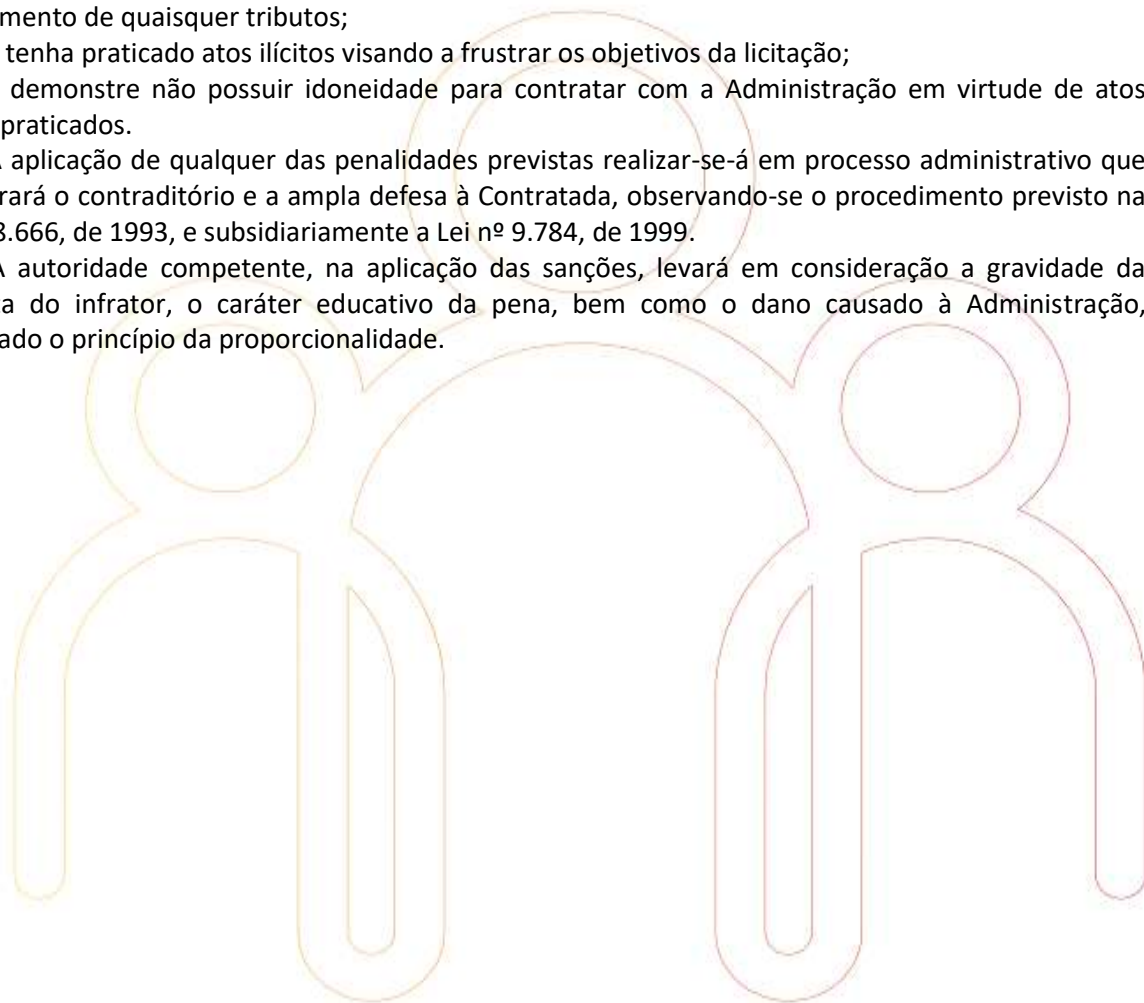 mento de quaisquer tributos;
tenha praticado atos ilícitos visando a frustrar os objetivos da licitação;
demonstre não possuir idoneidade para contratar com a Administração em virtude de atos
praticados.
A aplicação de qualquer das penalidades previstas realizar-se-á em processo administrativo que
rará o contraditório e a ampla defesa à Contratada, observando-se o procedimento previsto na
8.666, de 1993, e subsidiariamente a Lei nº 9.784, de 1999.
A autoridade competente, na aplicação das sanções, levará em consideração a gravidade da
a do infrator, o caráter educativo da pena, bem como o dano causado à Administração,
ado o princípio da proporcionalidade.